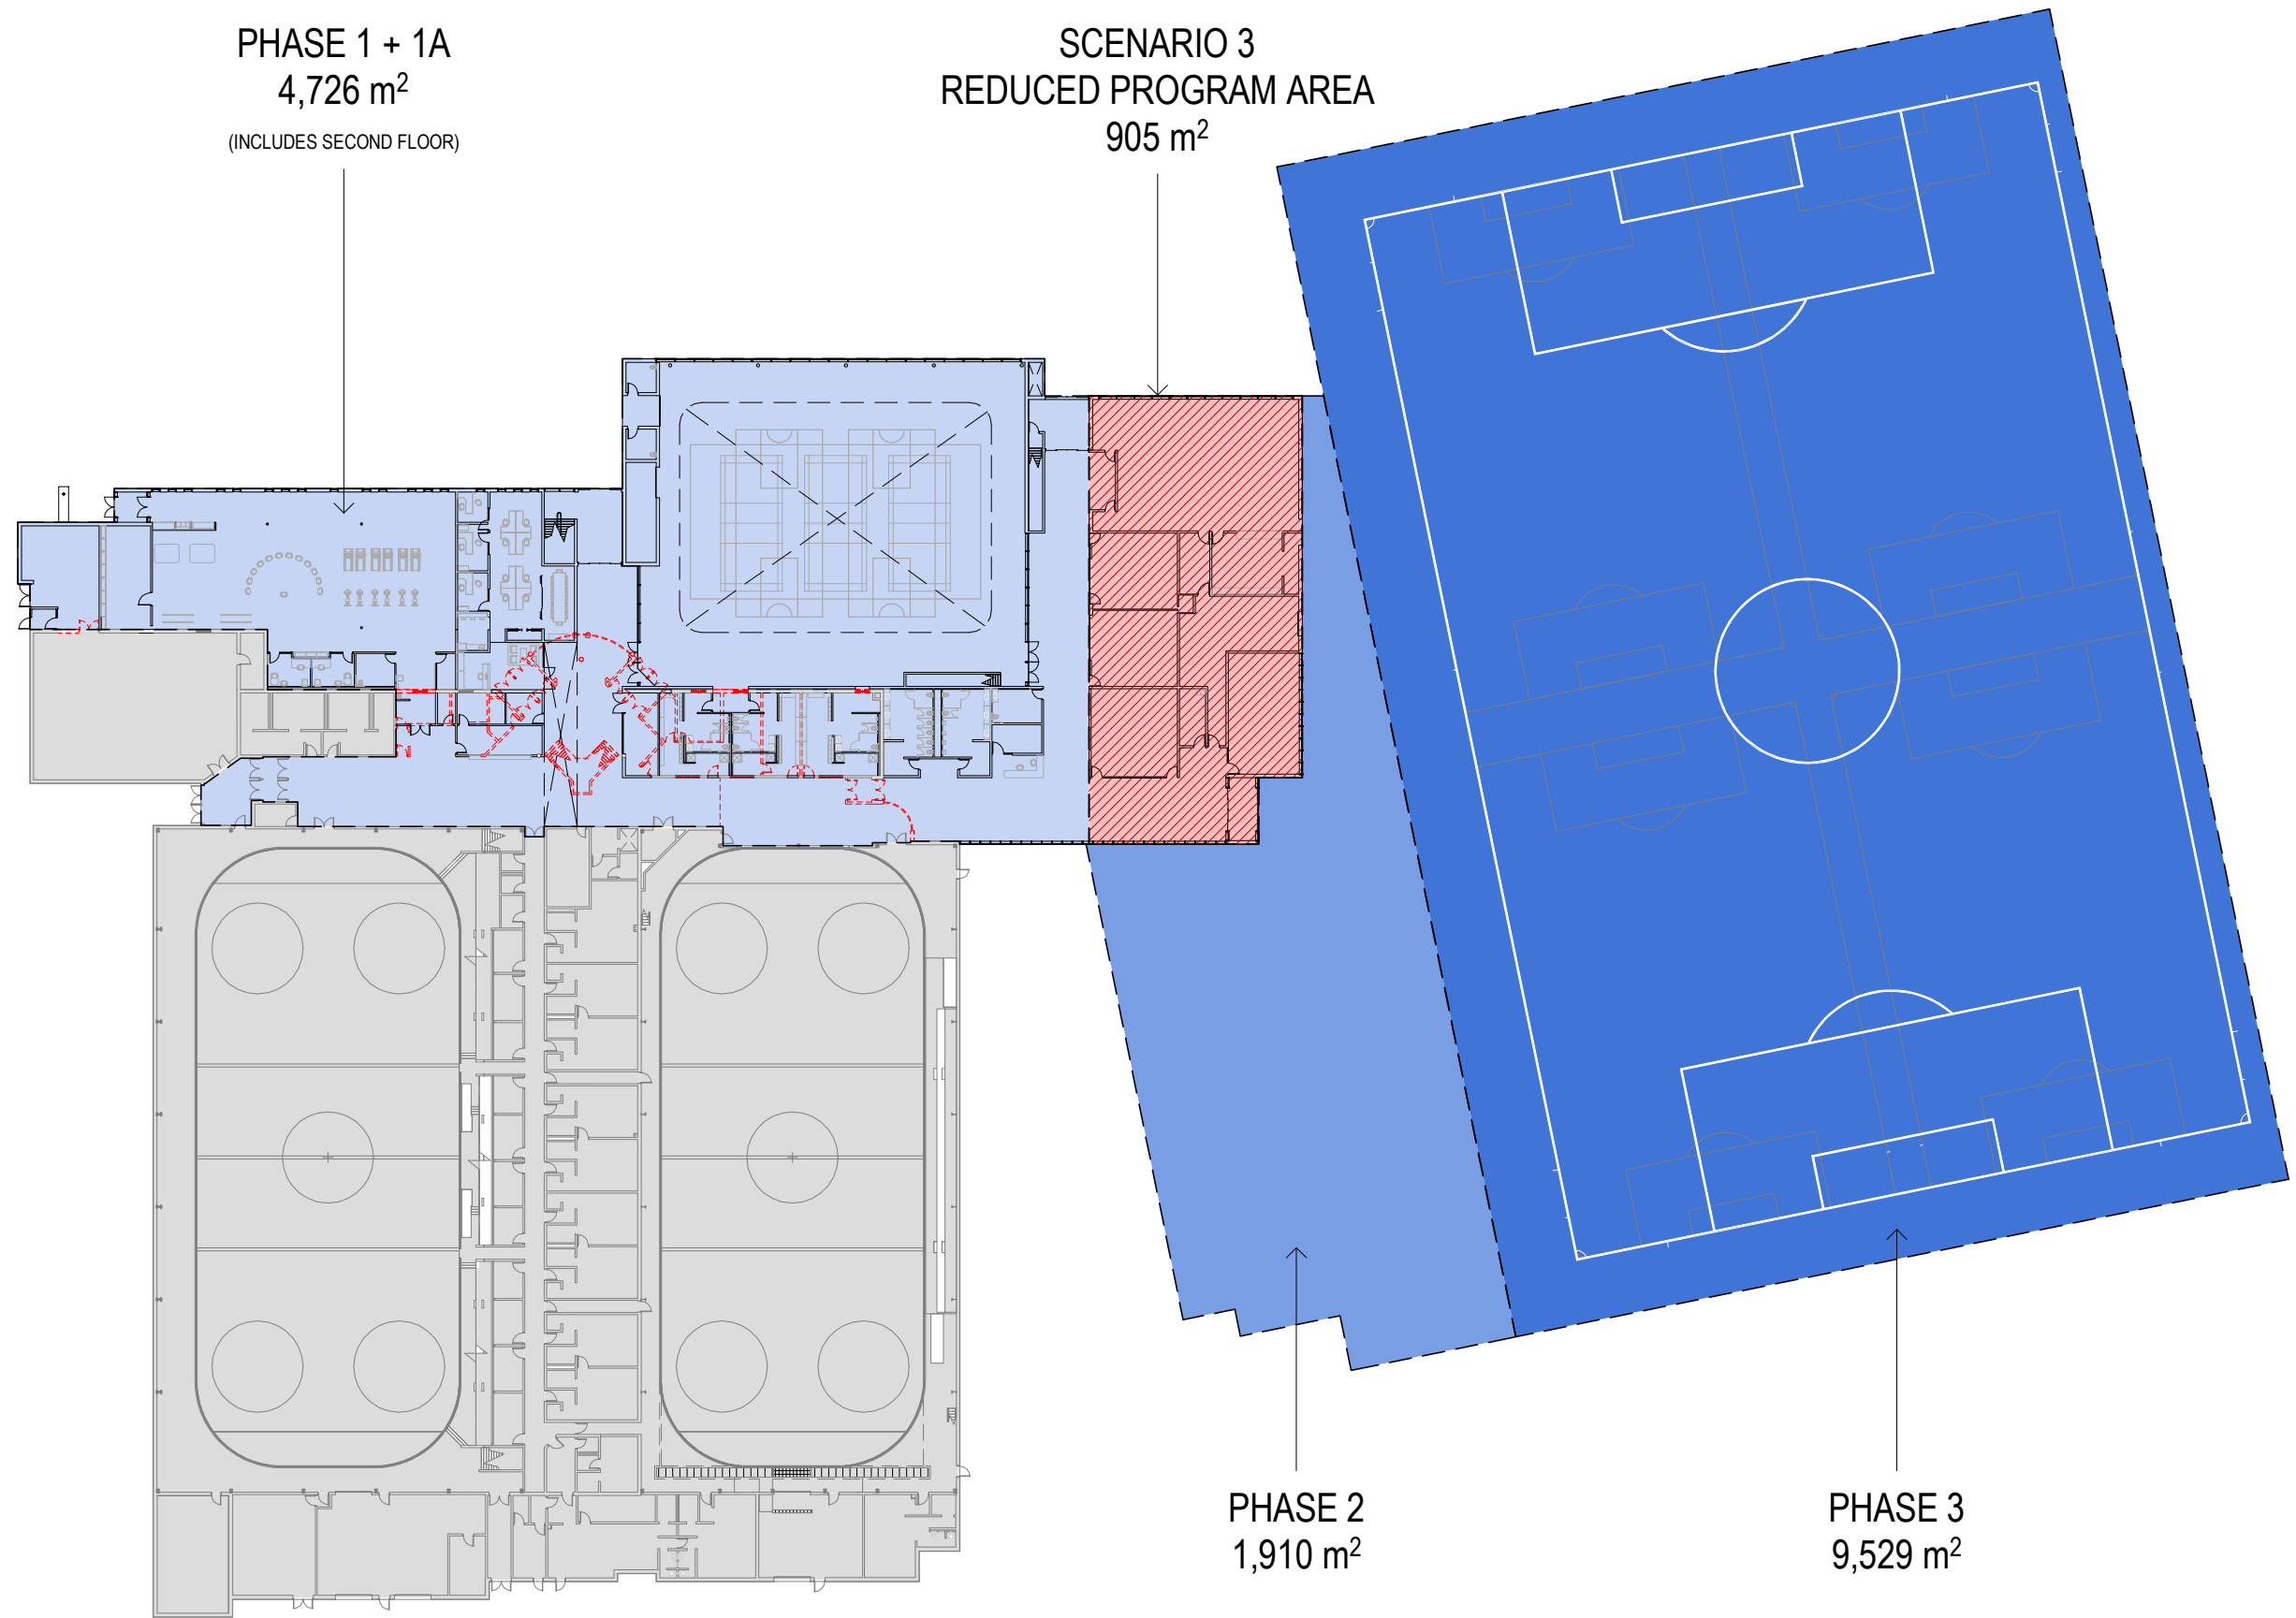 PHASE 1 + 1A
4,726 m²
(INCLUDES SECOND FLOOR)
SCENARIO 3
REDUCED PROGRAM AREA
905 m²
PHASE 2
1,910 m²
PHASE 3
9,529 m²